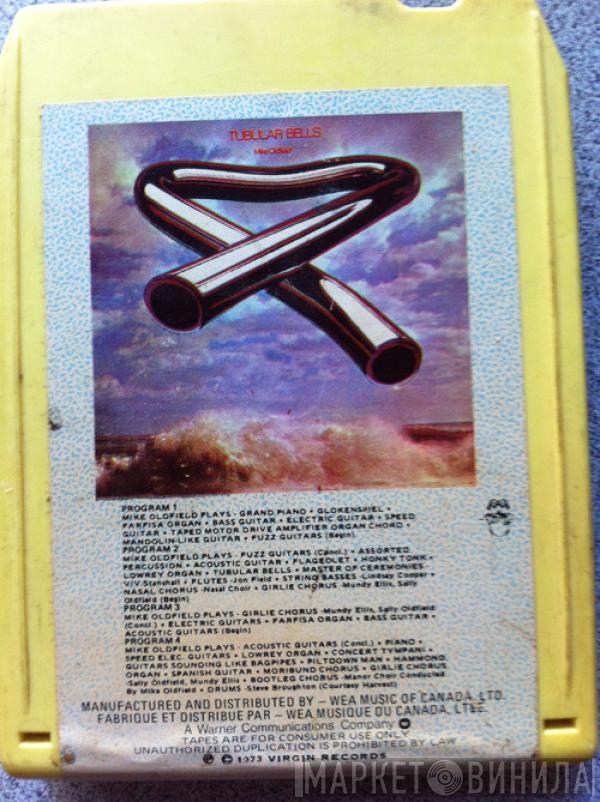 TUBULAR BELLS
Mike Oldfield
PROGRAM 1
MIKE OLDFIELD PLAYS - GRAND PIANO • GLOKENSPIEL •
FARFISA ORGAN • BASS GUITAR • ELECTRIC GUITAR • SPEED
GUITAR • TAPED MOTOR DRIVE AMPLIFIER ORGAN CHORD •
MANDOLIN-LIKE GUITAR • FUZZ GUITARS (Begin)
PROGRAM 2
MIKE OLDFIELD PLAYS - FUZZ GUITARS (Concl.) • ASSORTED
PERCUSSION • ACOUSTIC GUITAR • FLAGEOLET • HONKY TONK •
LOWREY ORGAN • TUBULAR BELLS • MASTER OF CEREMONIES -
VIV Stanshall • FLUTES -Jon Field • STRING BASSES -Lindsay Cooper •
NASAL CHORUS -Nasal Choir • GIRLIE CHORUS -Mundy Ellis, Sally
Oldfield (Begin)
PROGRAM 3
MIKE OLDFIELD PLAYS - GIRLIE CHORUS -Mundy Ellis, Sally Oldfield
(Concl.) • ELECTRIC GUITARS • FARFISA ORGAN • BASS GUITAR •
ACOUSTIC GUITARS (Begin)
PROGRAM 4
MIKE OLDFIELD PLAYS - ACOUSTIC GUITARS (Concl.) • PIANO •
SPEED ELEC. GUITARS • LOWREY ORGAN • CONCERT TYMPANI •
GUITARS SOUNDING LIKE BAGPIPES • PILTDOWN MAN • HAMMOND
ORGAN • SPANISH GUITAR • MORIBUND CHORUS • GIRLIE CHORUS
-Sally Oldfield, Mundy Ellis • BOOTLEG CHORUS -Manor Choir Conducted
By Mike Oldfield • DRUMS -Steve Broughton (Courtesy Harvest)
MANUFACTURED AND DISTRIBUTED BY - WEA MUSIC OF CANADA, LTD.
FABRIQUE ET DISTRIBUE PAR - WEA MUSIQUE DU CANADA, LTEE.
A Warner Communications Company
TAPES ARE FOR CONSUMER USE ONLY
UNAUTHORIZED DUPLICATION IS PROHIBITED BY LAW
℗ © 1973 VIRGIN RECORDS
МАРКЕТ ВИНИЛА